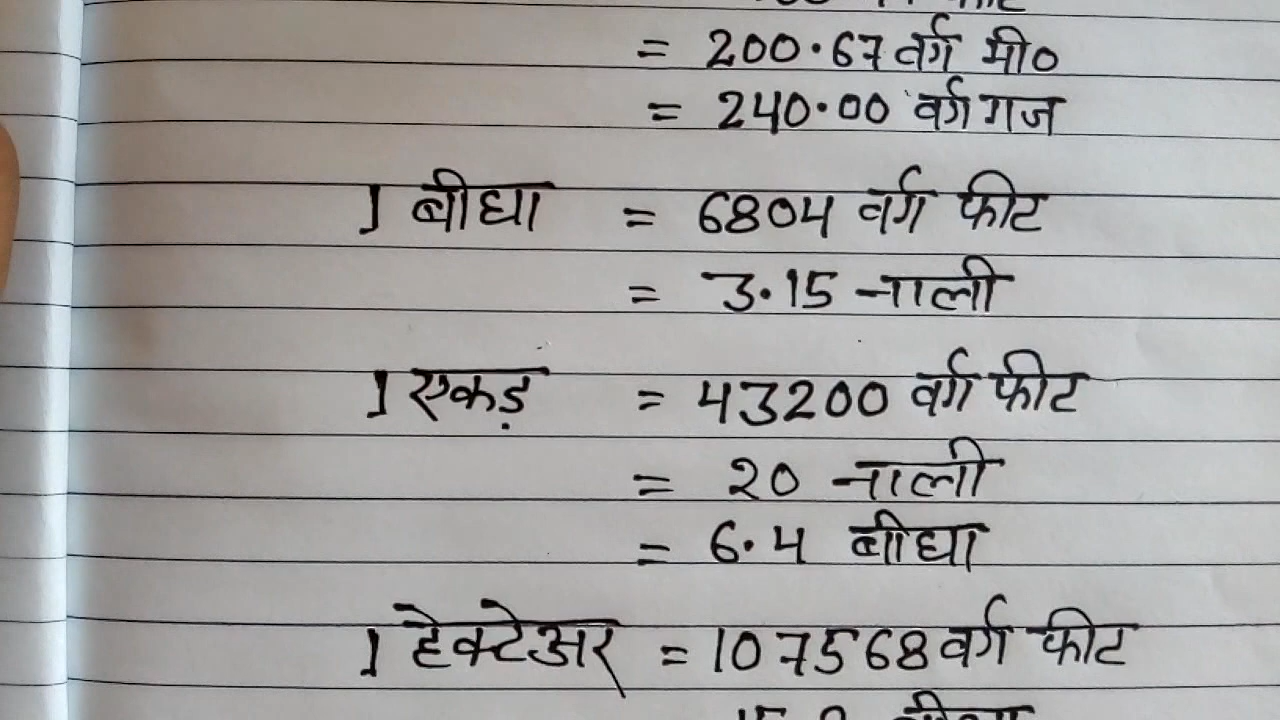 = 200.67 वर्ग मी०
= 240.00 वर्ग गज
1 बीघा = 6804 वर्ग फीट
= 3.15 नाली
1 एकड़ = 43200 वर्ग फीट
= 20 नाली
= 6.4 बीघा
1 हेक्टेअर = 107568 वर्ग फीट